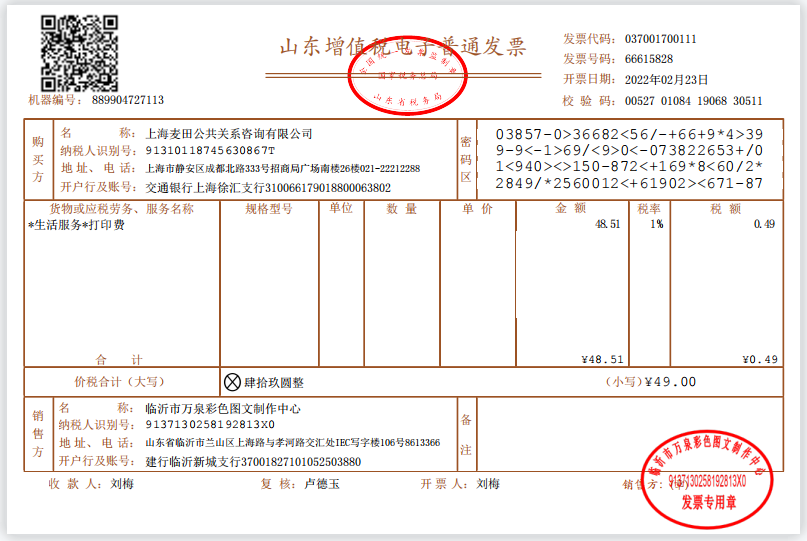 山东增值税电子普通发票
全国统一发票监制章
国家税务总局
山东省税务局
发票代码: 037001700111
发票号码: 66615828
开票日期: 2022年02月23日
校 验 码: 00527 01084 19068 30511
机器编号: 889904727113
购买方
名 称: 上海麦田公共关系咨询有限公司
纳税人识别号: 91310118745630867T
地 址、电 话: 上海市静安区成都北路333号招商局广场南楼26楼021-22212288
开户行及账号: 交通银行上海徐汇支行310066179018800063802
密码区
03857-0>36682<56/-+66+9*4>39
9-9<-1>69/<9>0<-073822653+/0
1<940><>150-872<+169*8<60/2*
2849/*2560012<+61902><671-87
货物或应税劳务、服务名称 规格型号 单位 数 量 单 价 金 额 税率 税 额
*生活服务*打印费 48.51 1% 0.49
合 计 ¥48.51 ¥0.49
价税合计（大写） ⊗肆拾玖圆整 （小写）¥49.00
销售方
名 称: 临沂市万泉彩色图文制作中心
纳税人识别号: 9137130258192813X0
地 址、电 话: 山东省临沂市兰山区上海路与孝河路交汇处IEC写字楼106号8613366
开户行及账号: 建行临沂新城支行37001827101052503880
备注
收 款 人: 刘梅 复 核: 卢德玉 开 票 人: 刘梅 销售方:(章)
临沂市万泉彩色图文制作中心
9137130258192813X0
发票专用章